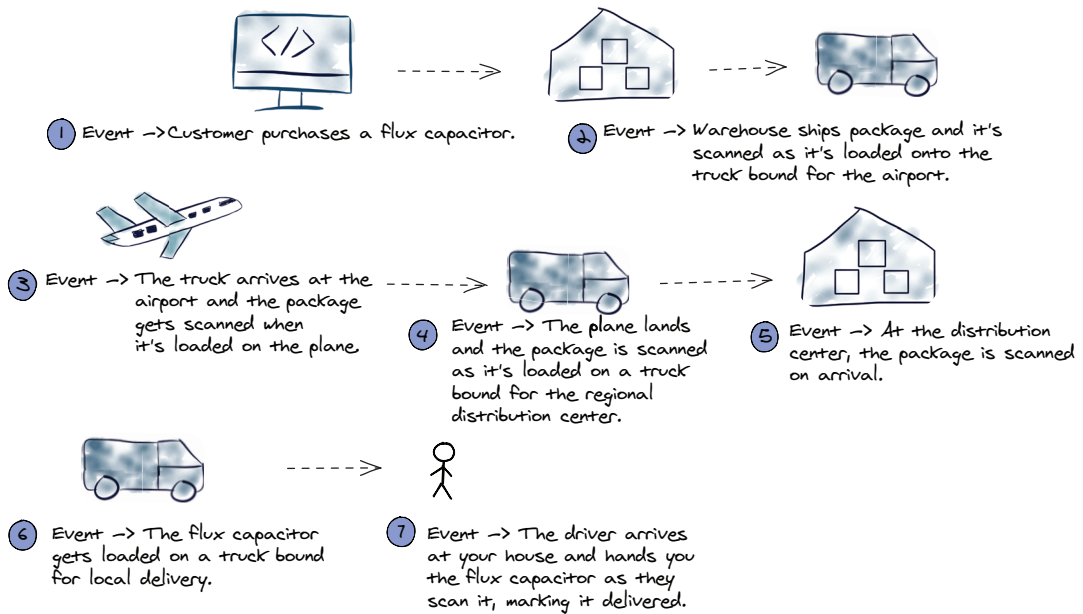 </>
1 Event -> Customer purchases a flux capacitor.
2 Event -> Warehouse ships package and it's
scanned as it's loaded onto the
truck bound for the airport.
3 Event -> The truck arrives at the
airport and the package
gets scanned when
it's loaded on the plane.
4 Event -> The plane lands
and the package is scanned
as it's loaded on a truck
bound for the regional
distribution center.
5 Event -> At the distribution
center, the package is scanned
on arrival.
6 Event -> The flux capacitor
gets loaded on a truck bound
for local delivery.
7 Event -> The driver arrives
at your house and hands you
the flux capacitor as they
scan it, marking it delivered.